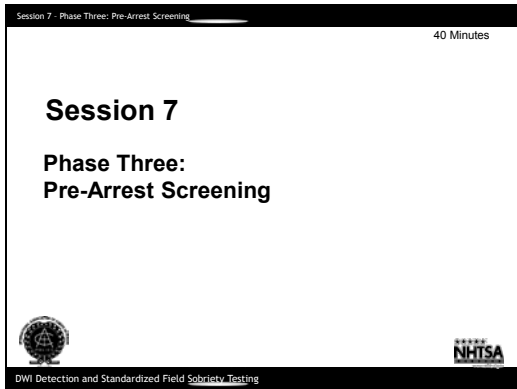 Session 7 - Phase Three: Pre-Arrest Screening
40 Minutes
Session 7
Phase Three:
Pre-Arrest Screening
NHTSA
DWI Detection and Standardized Field Sobriety Testing